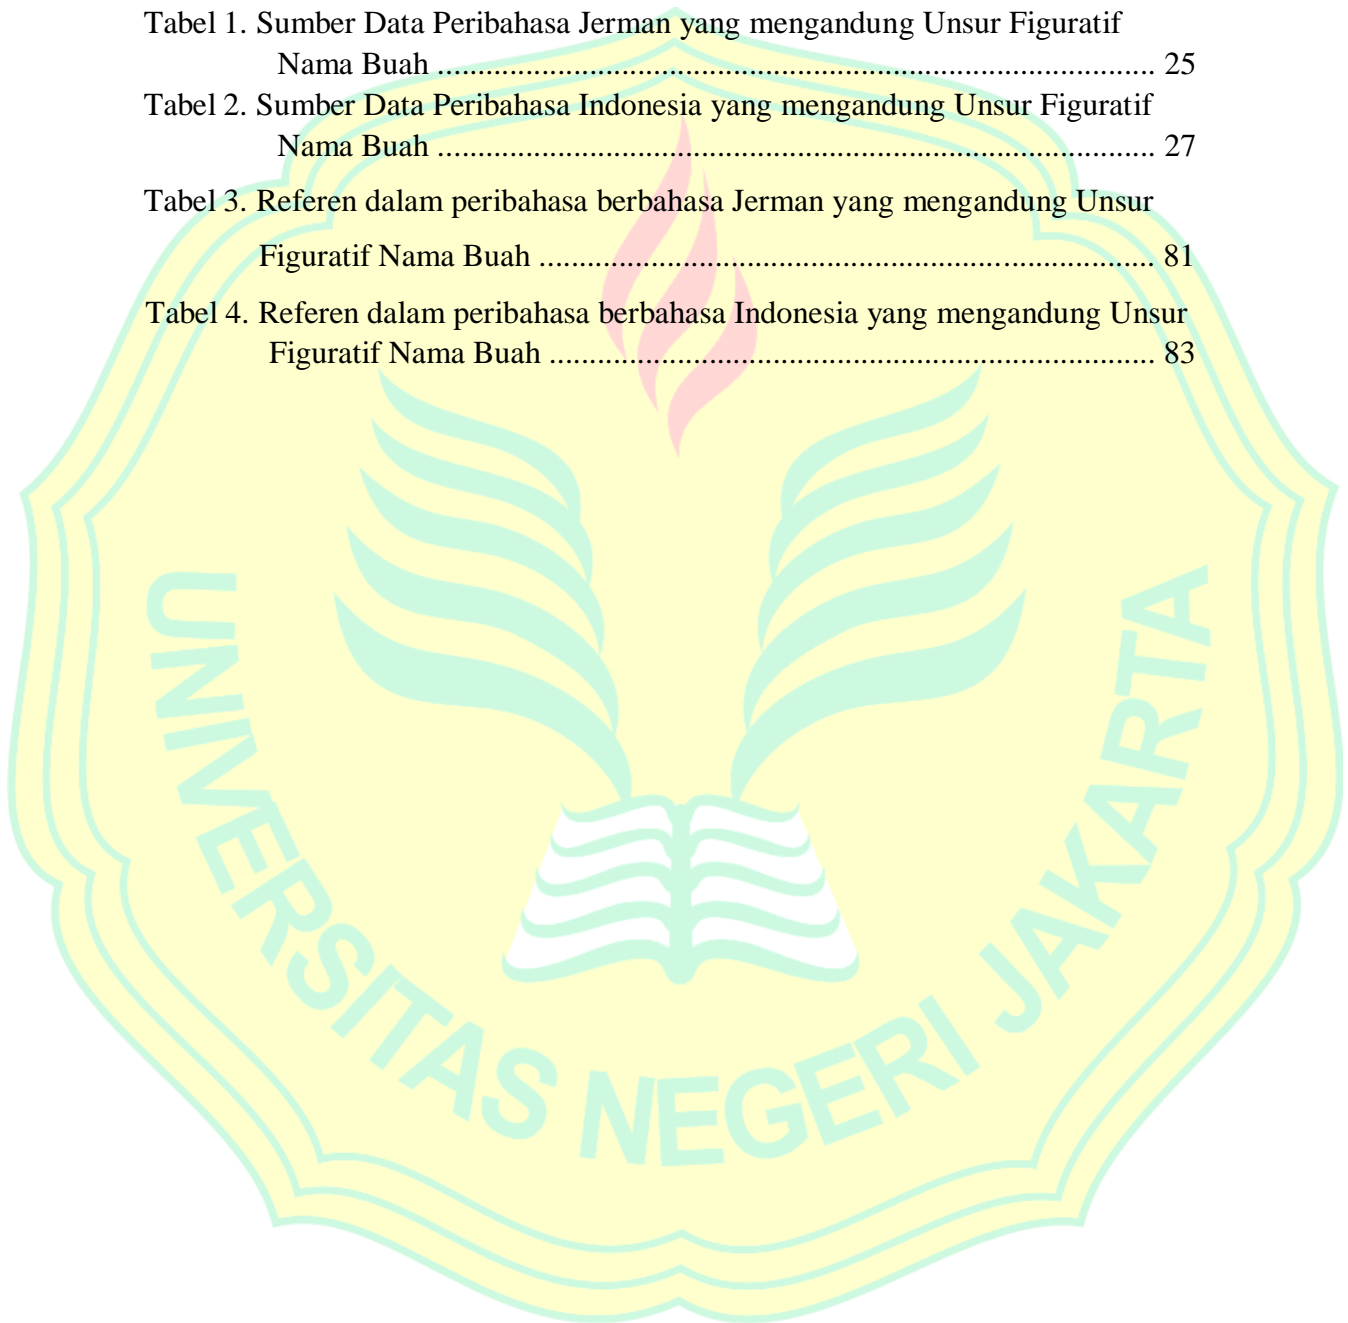 Tabel 1. Sumber Data Peribahasa Jerman yang mengandung Unsur Figuratif
Nama Buah ......................................................................................... 25
Tabel 2. Sumber Data Peribahasa Indonesia yang mengandung Unsur Figuratif
Nama Buah ......................................................................................... 27
Tabel 3. Referen dalam peribahasa berbahasa Jerman yang mengandung Unsur
Figuratif Nama Buah ............................................................................ 81
Tabel 4. Referen dalam peribahasa berbahasa Indonesia yang mengandung Unsur
Figuratif Nama Buah ........................................................................... 83
UNIVERSITAS NEGERI JAKARTA